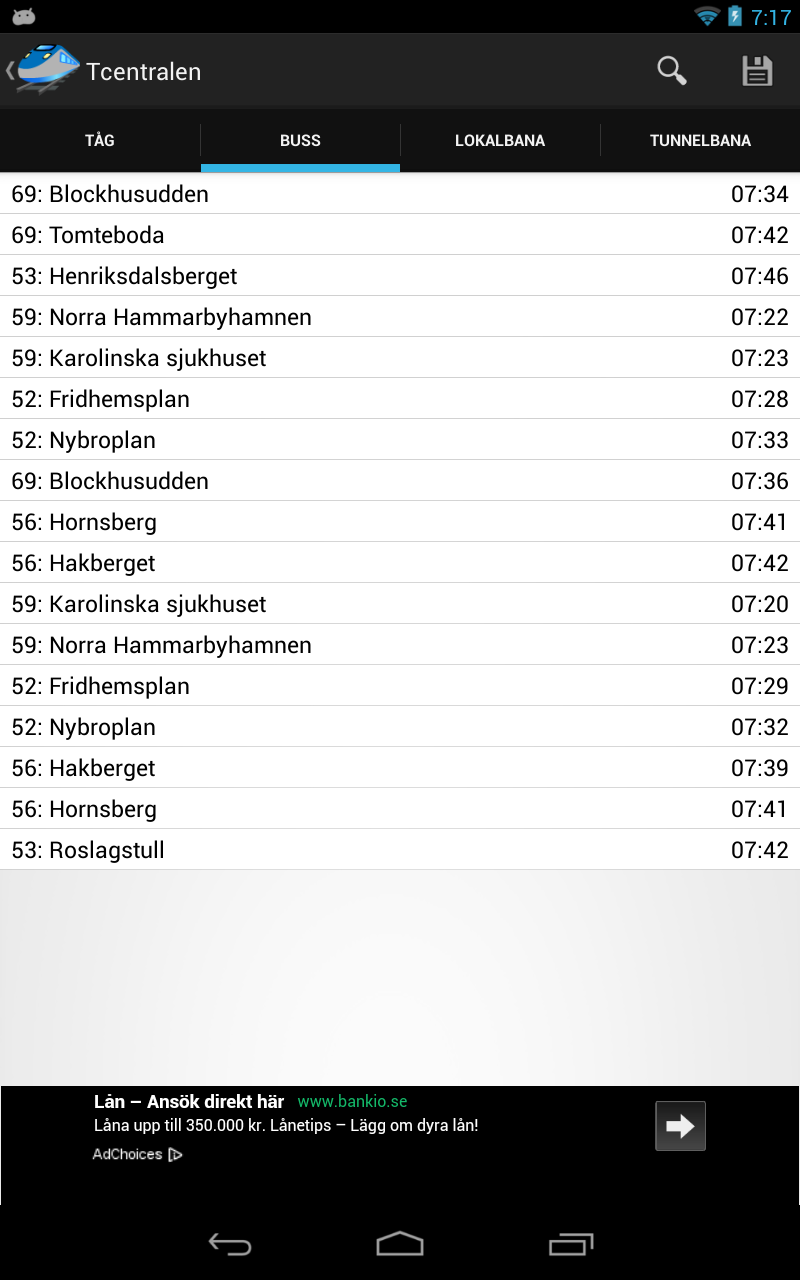 7:17
Tcentralen
TÅG BUSS LOKALBANA TUNNELBANA
69: Blockhusudden 07:34
69: Tomteboda 07:42
53: Henriksdalsberget 07:46
59: Norra Hammarbyhamnen 07:22
59: Karolinska sjukhuset 07:23
52: Fridhemsplan 07:28
52: Nybroplan 07:33
69: Blockhusudden 07:36
56: Hornsberg 07:41
56: Hakberget 07:42
59: Karolinska sjukhuset 07:20
59: Norra Hammarbyhamnen 07:23
52: Fridhemsplan 07:29
52: Nybroplan 07:32
56: Hakberget 07:39
56: Hornsberg 07:41
53: Roslagstull 07:42
Lån – Ansök direkt här www.bankio.se
Låna upp till 350.000 kr. Lånetips – Lägg om dyra lån!
AdChoices